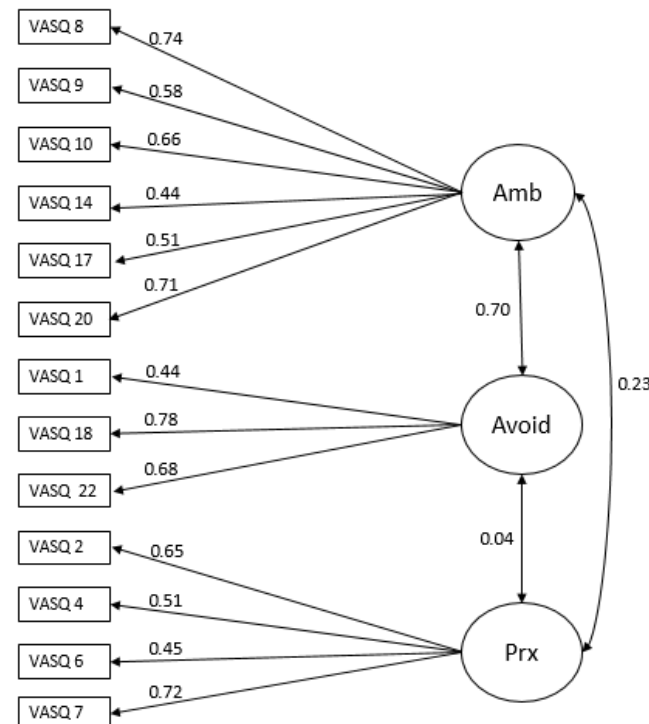 VASQ 8
0.74
VASQ 9
0.58
VASQ 10
0.66
Amb
VASQ 14
0.44
VASQ 17
0.51
VASQ 20
0.71
0.70
0.23
VASQ 1
0.44
VASQ 18
0.78
Avoid
VASQ 22
0.68
VASQ 2
0.65
0.04
VASQ 4
0.51
VASQ 6
0.45
Prx
VASQ 7
0.72